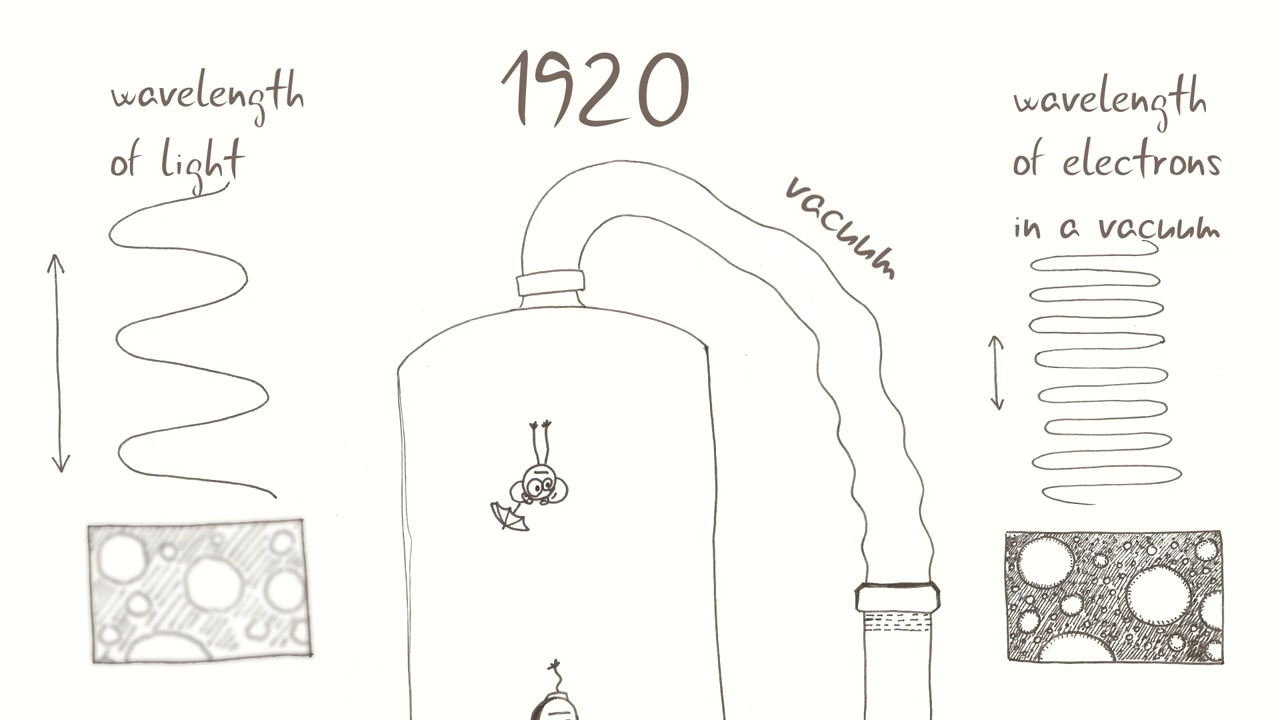 1920
wavelength
of light
vacuum
wavelength
of electrons
in a vacuum